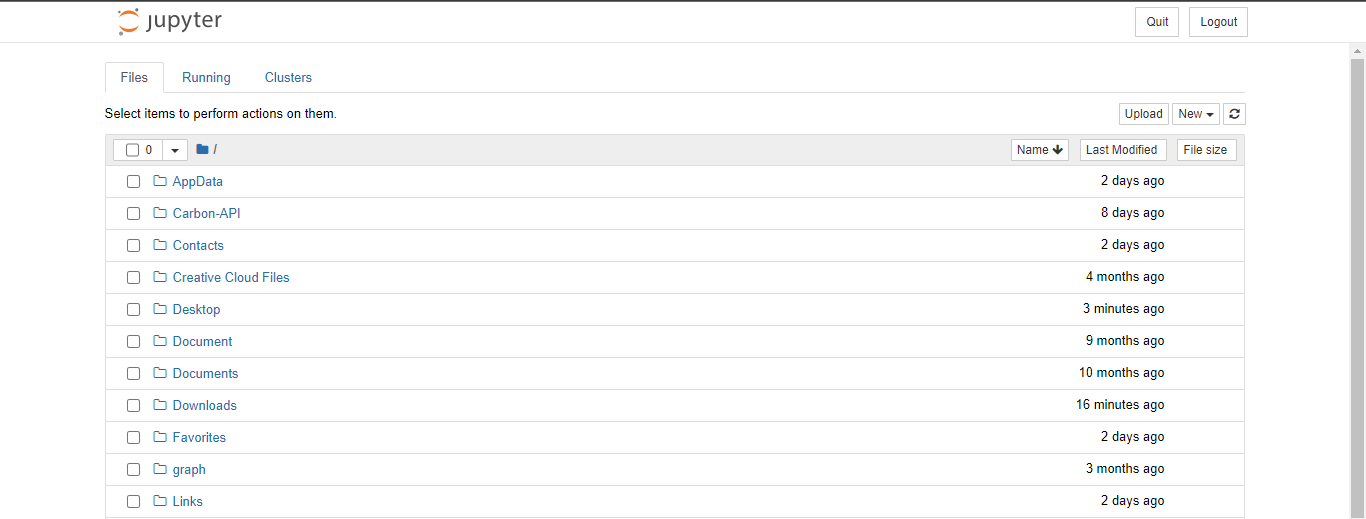 jupyter
Quit Logout
Files Running Clusters
Select items to perform actions on them.
Upload New
0 / Name Last Modified File size
AppData 2 days ago
Carbon-API 8 days ago
Contacts 2 days ago
Creative Cloud Files 4 months ago
Desktop 3 minutes ago
Document 9 months ago
Documents 10 months ago
Downloads 16 minutes ago
Favorites 2 days ago
graph 3 months ago
Links 2 days ago